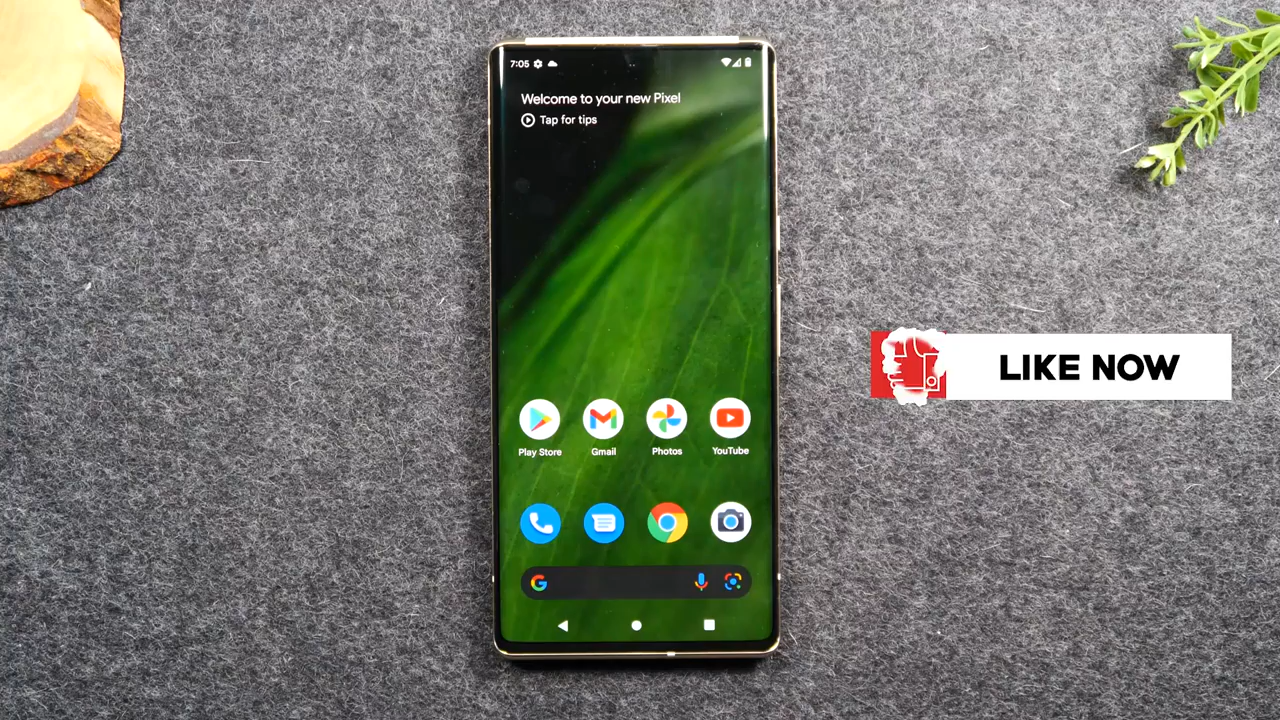 7:05
Welcome to your new Pixel
Tap for tips
LIKE NOW
Play Store
Gmail
Photos
YouTube
G